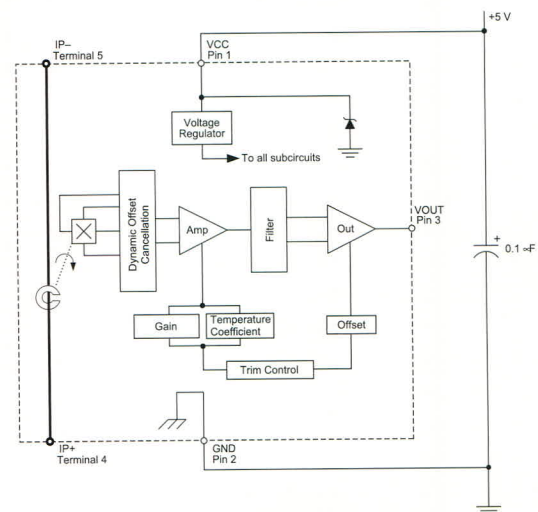 +5 V
IP–
Terminal 5
VCC
Pin 1
Voltage
Regulator
To all subcircuits
Dynamic Offset
Cancellation
Amp
Filter
Out
VOUT
Pin 3
+
0.1 ∝F
Gain
Temperature
Coefficient
Offset
Trim Control
IP+
Terminal 4
GND
Pin 2